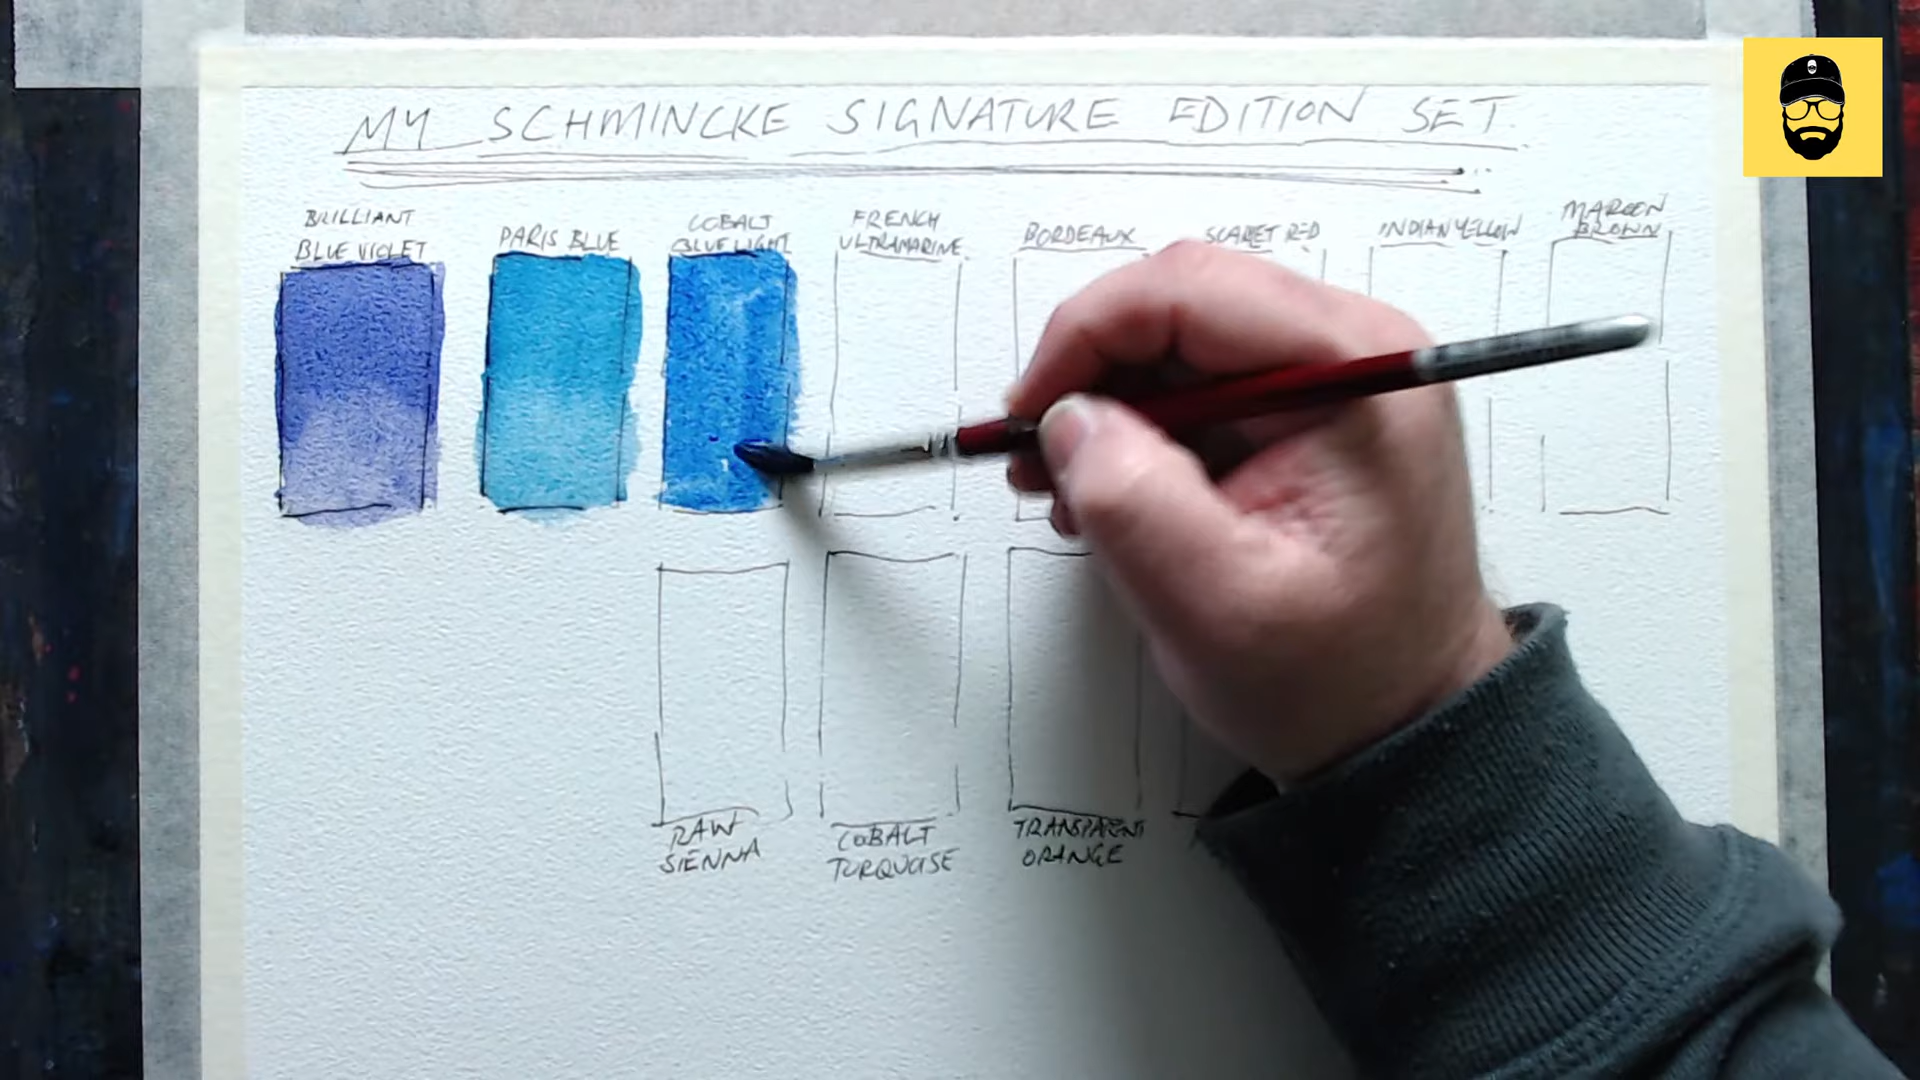 MY SCHMINCKE SIGNATURE EDITION SET
BRILLIANT
BLUE VIOLET
PARIS BLUE
COBALT
BLUE LIGHT
FRENCH
ULTRAMARINE
BORDEAUX
SCARLET RED
INDIAN YELLOW
MAROON
BROWN
RAW
SIENNA
COBALT
TURQUOISE
TRANSPARENT
ORANGE